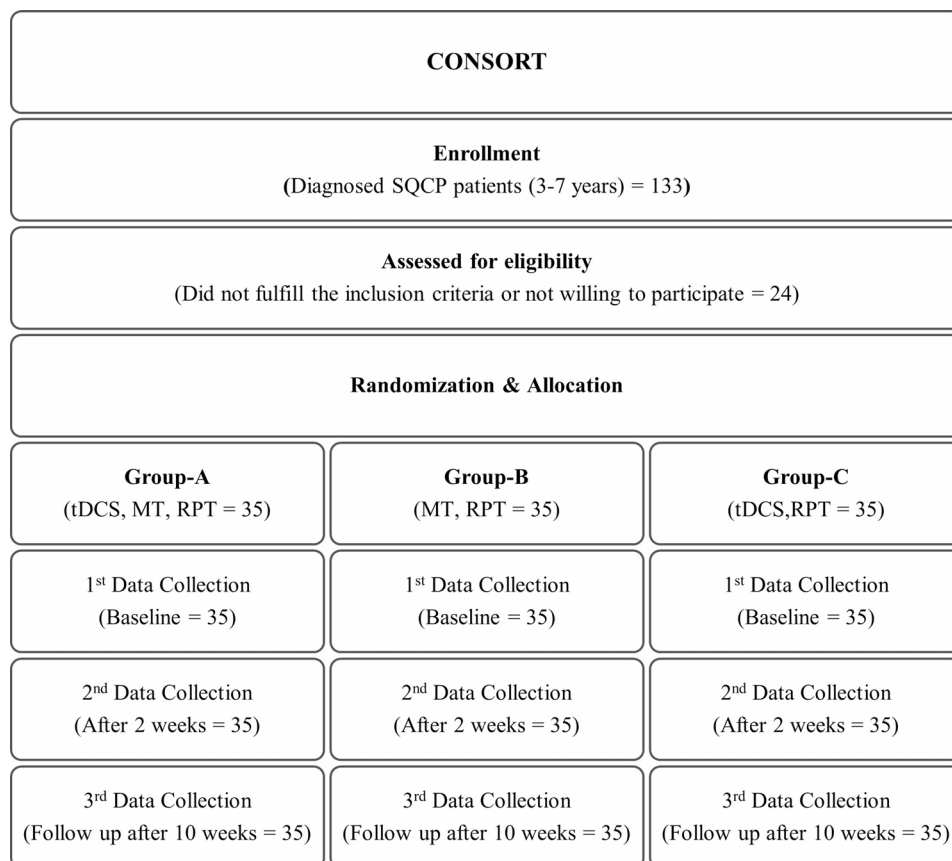 CONSORT
Enrollment
(Diagnosed SQCP patients (3-7 years) = 133)
Assessed for eligibility
(Did not fulfill the inclusion criteria or not willing to participate = 24)
Randomization & Allocation
Group-A
(tDCS, MT, RPT = 35)
Group-B
(MT, RPT = 35)
Group-C
(tDCS,RPT = 35)
1st Data Collection
(Baseline = 35)
1st Data Collection
(Baseline = 35)
1st Data Collection
(Baseline = 35)
2nd Data Collection
(After 2 weeks = 35)
2nd Data Collection
(After 2 weeks = 35)
2nd Data Collection
(After 2 weeks = 35)
3rd Data Collection
(Follow up after 10 weeks = 35)
3rd Data Collection
(Follow up after 10 weeks = 35)
3rd Data Collection
(Follow up after 10 weeks = 35)